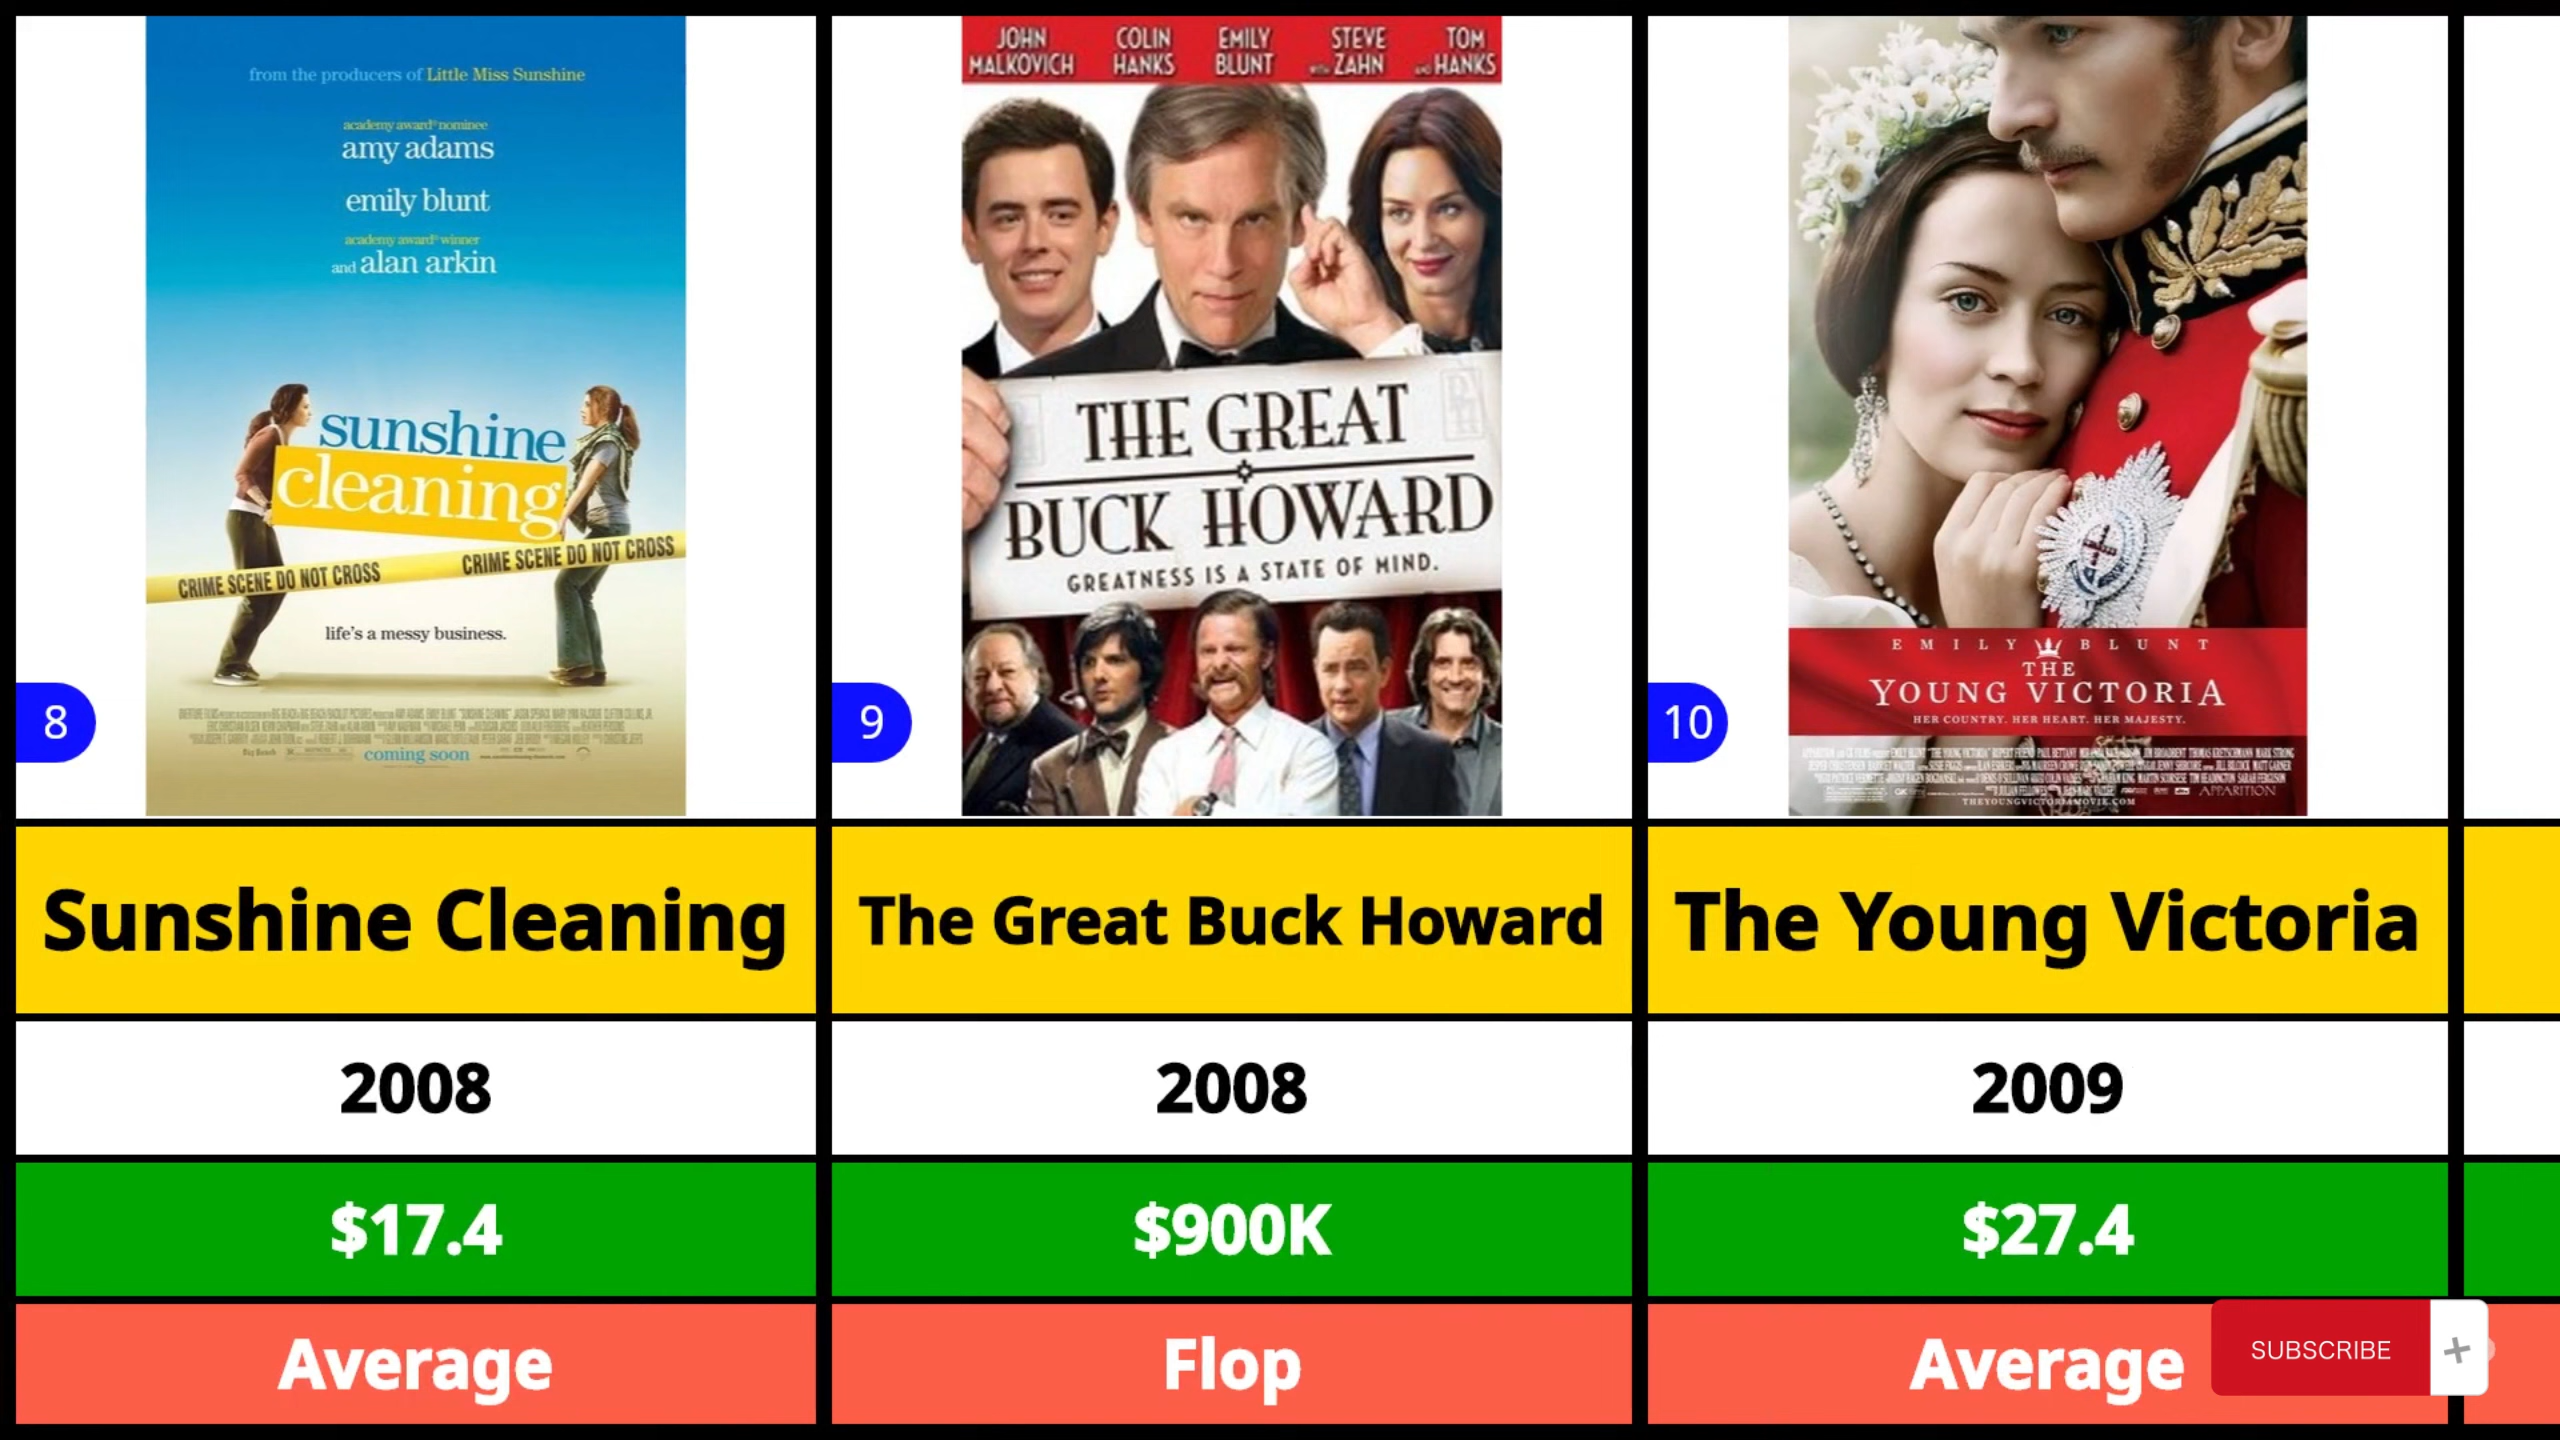 from the producers of Little Miss Sunshine
academy award® nominee
amy adams
emily blunt
academy award® winner
and alan arkin
sunshine
cleaning
CRIME SCENE DO NOT CROSS
CRIME SCENE DO NOT CROSS
life's a messy business.
coming soon
8
Sunshine Cleaning
2008
$17.4
Average
JOHN MALKOVICH
COLIN HANKS
EMILY BLUNT
STEVE ZAHN
TOM HANKS
THE GREAT
BUCK HOWARD
GREATNESS IS A STATE OF MIND.
9
The Great Buck Howard
2008
$900K
Flop
EMILY BLUNT
THE
YOUNG VICTORIA
HER COUNTRY. HER HEART. HER MAJESTY.
APPARITION
THEYOUNGVICTORIAMOVIE.COM
10
The Young Victoria
2009
$27.4
Average
SUBSCRIBE